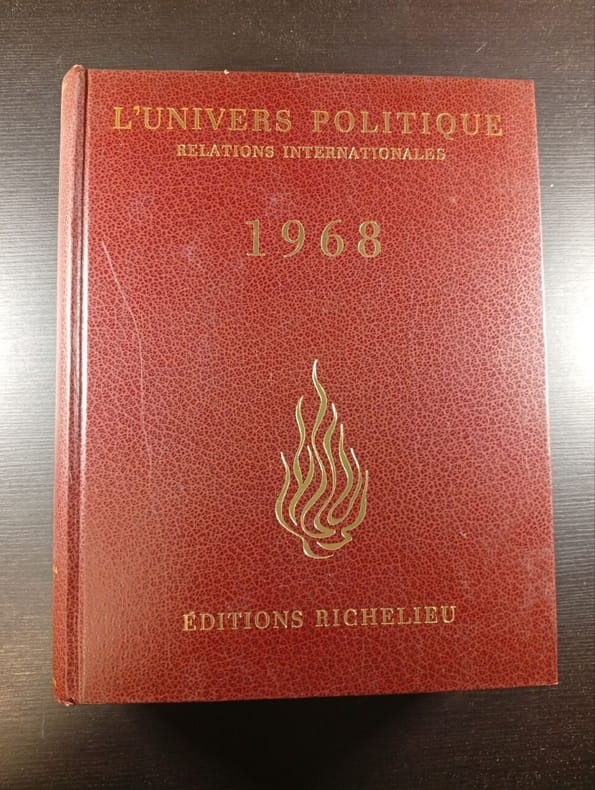 L'UNIVERS POLITIQUE
RELATIONS INTERNATIONALES
1968
ÉDITIONS RICHELIEU